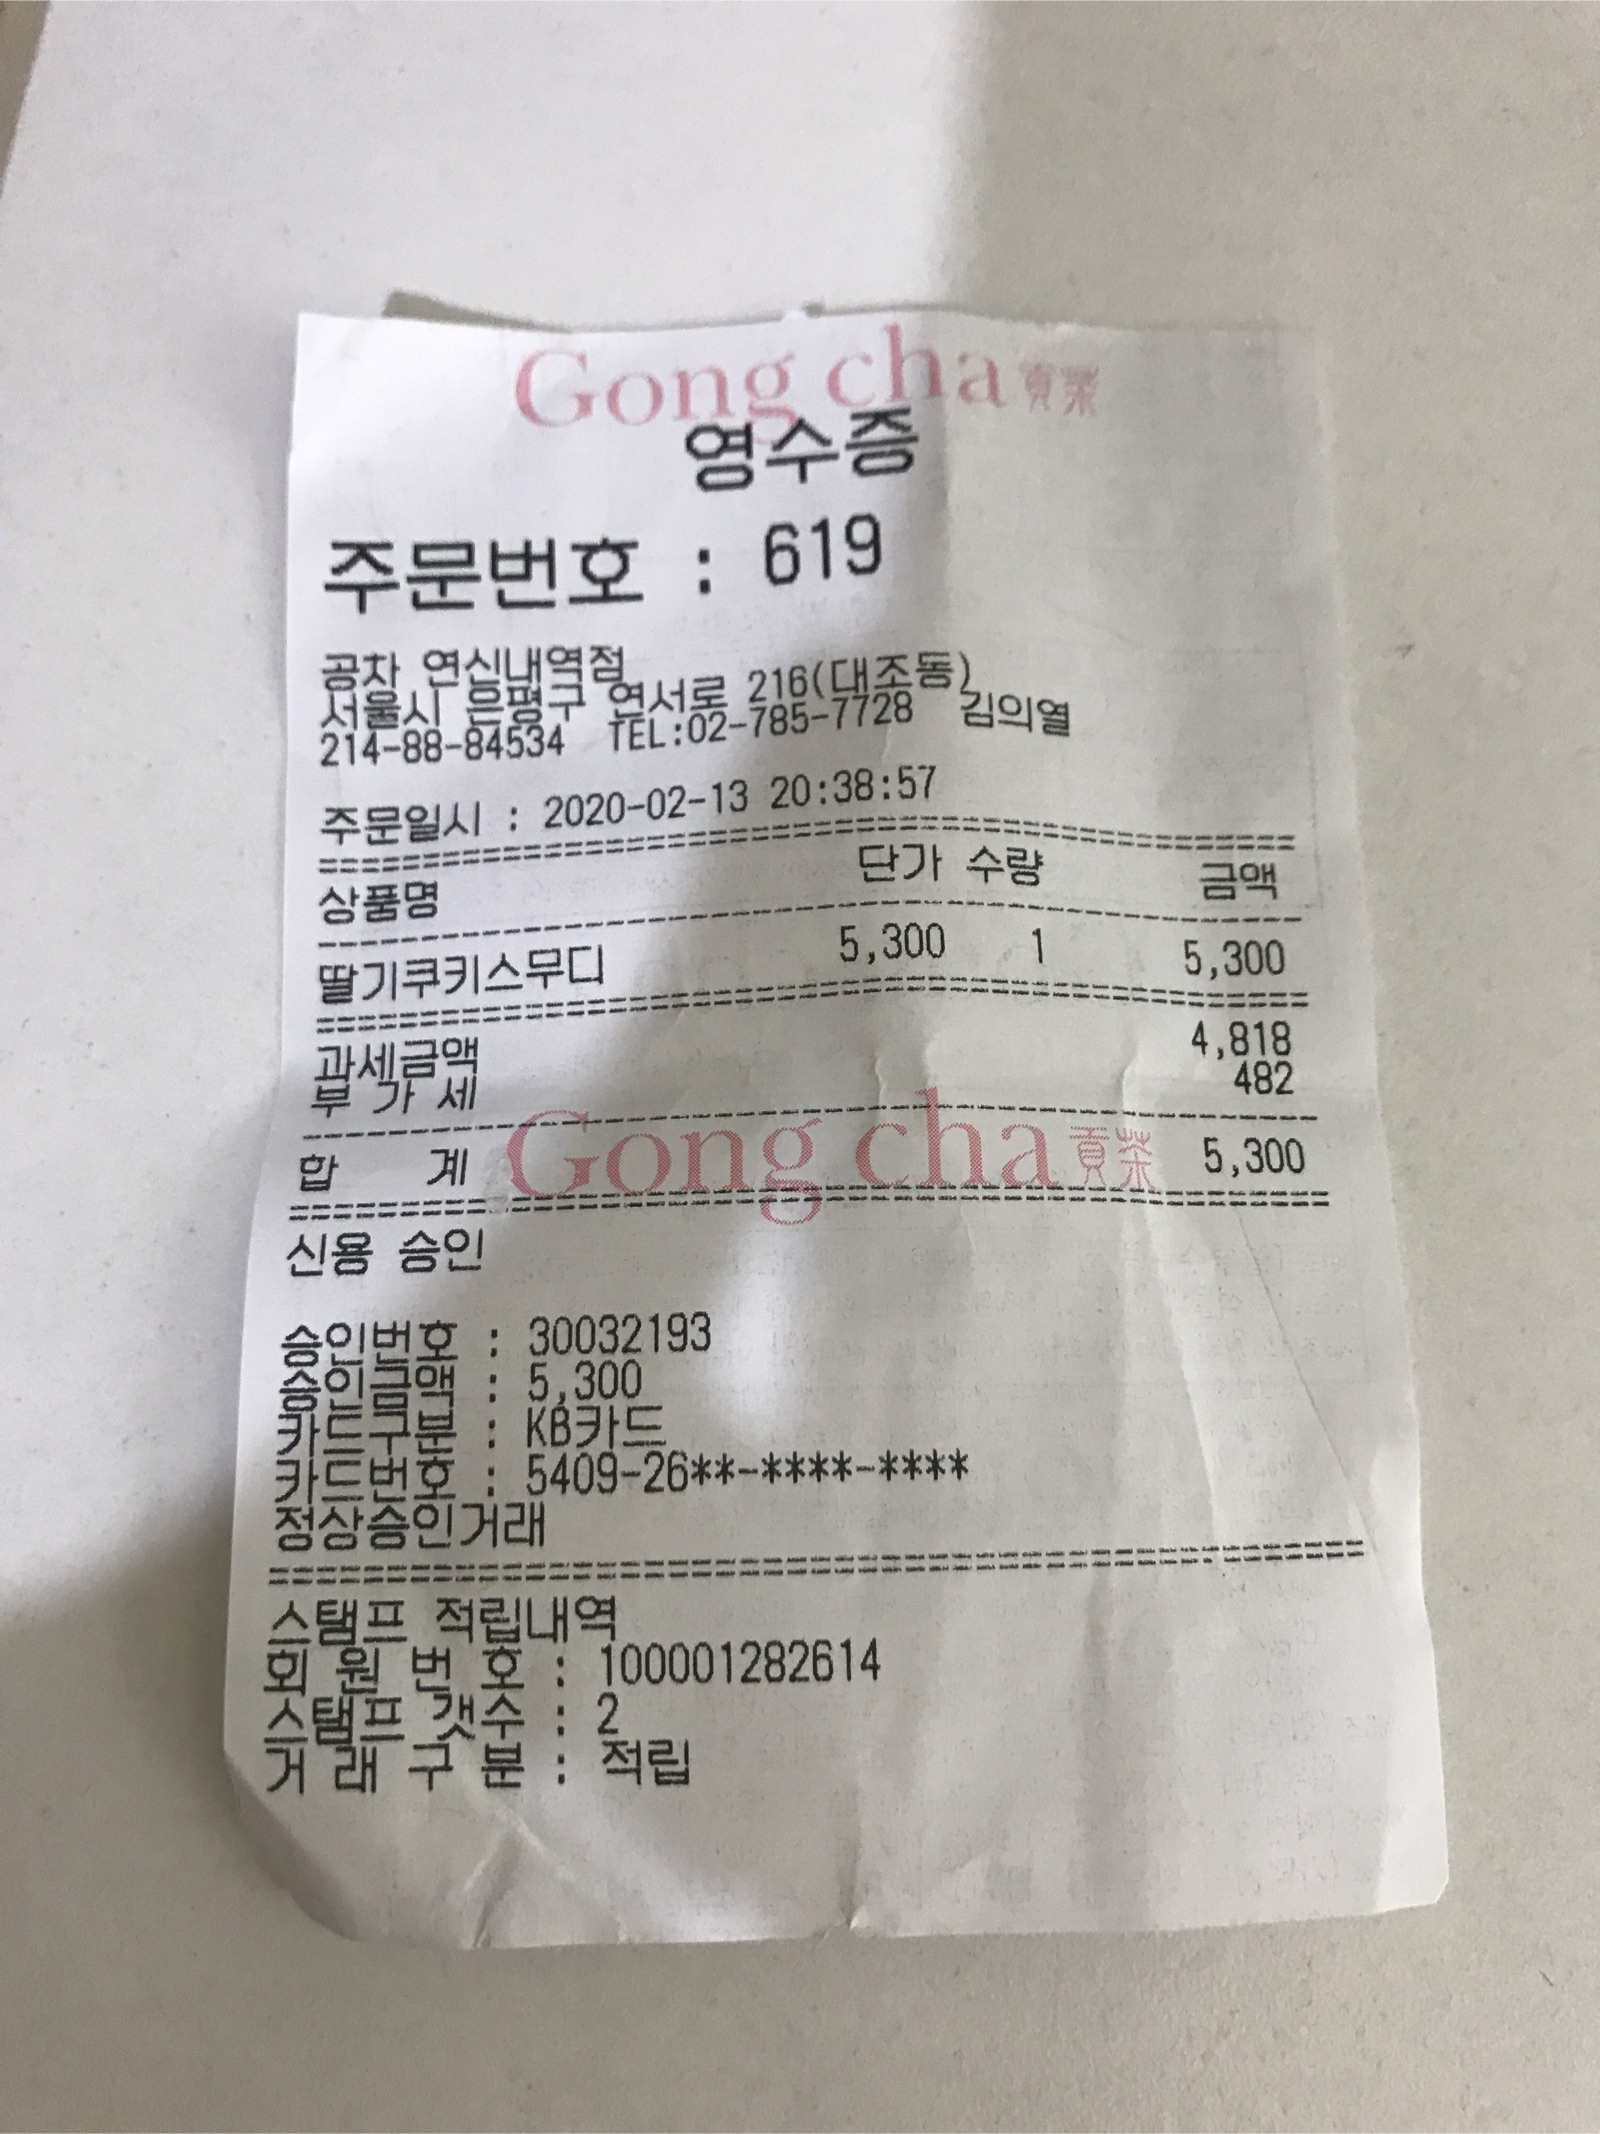 Gong cha 貢茶
영수증
주문번호 : 619
공차 연신내역점
서울시 은평구 연서로 216(대조동)
214-88-84534 TEL:02-785-7728 김의열
주문일시 : 2020-02-13 20:38:57
상품명 단가 수량 금액
딸기쿠키스무디 5,300 1 5,300
과세금액 4,818
부 가 세 482
Gong cha 貢茶
합 계 5,300
신용 승인
승인번호 : 30032193
승인금액 : 5,300
카드구분 : KB카드
카드번호 : 5409-26**-****-****
정상승인거래
스탬프 적립내역
회 원 번 호 : 100001282614
스탬프 갯수 : 2
거 래 구 분 : 적립